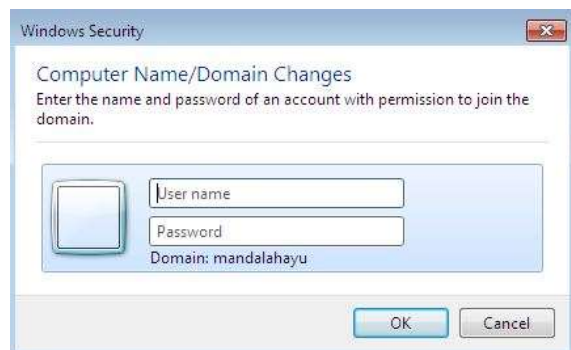 Windows Security
Computer Name/Domain Changes
Enter the name and password of an account with permission to join the
domain.
User name
Password
Domain: mandalahayu
OK
Cancel